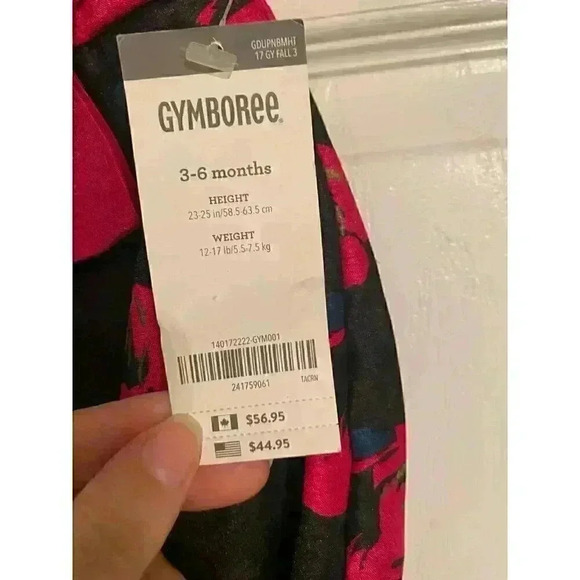 GDUPNBMHT
17 GY FALL 3
GYMBOREE
3-6 months
HEIGHT
23-25 in/58.5-63.5 cm
WEIGHT
12-17 lb/5.5-7.5 kg
140172222-GYM001
241759061 TACRN
$56.95
$44.95